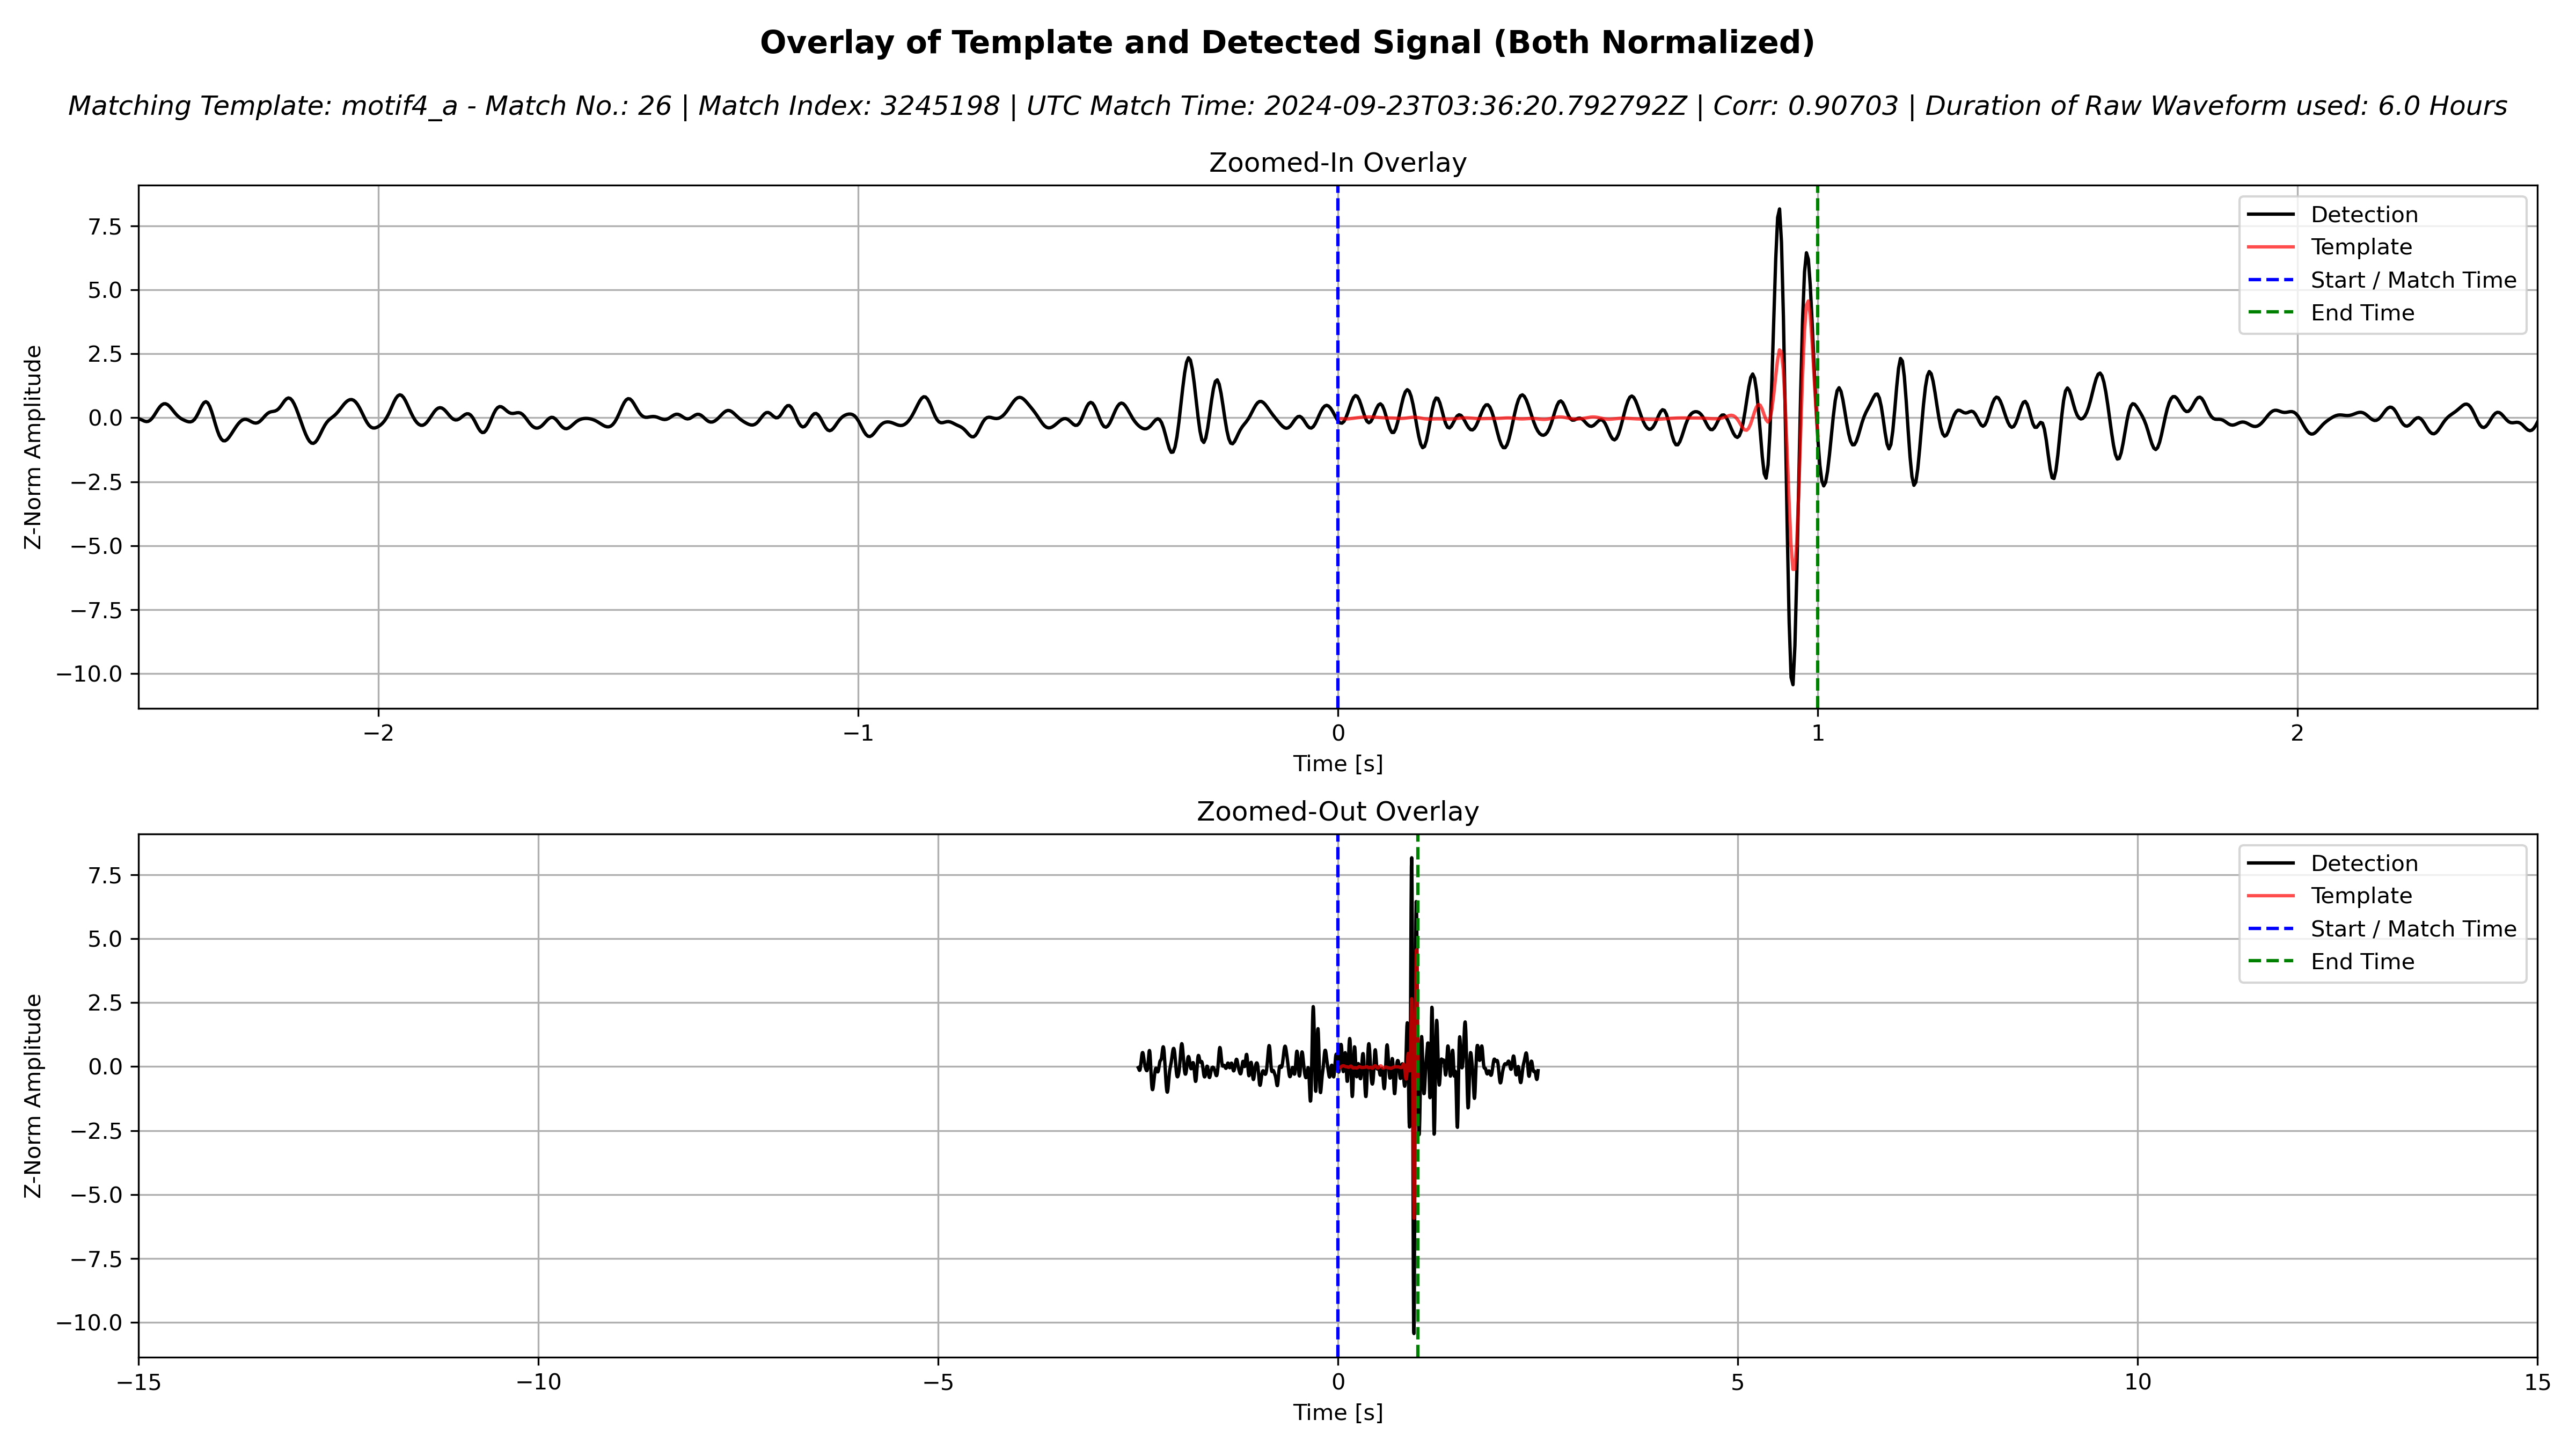 Overlay of Template and Detected Signal (Both Normalized)
Matching Template: motif4_a - Match No.: 26 | Match Index: 3245198 | UTC Match Time: 2024-09-23T03:36:20.792792Z | Corr: 0.90703 | Duration of Raw Waveform used: 6.0 Hours
Zoomed-In Overlay
Z-Norm Amplitude
7.5
5.0
2.5
0.0
−2.5
−5.0
−7.5
−10.0
Detection
Template
Start / Match Time
End Time
−2
−1
0
1
2
Time [s]
Zoomed-Out Overlay
Z-Norm Amplitude
7.5
5.0
2.5
0.0
−2.5
−5.0
−7.5
−10.0
Detection
Template
Start / Match Time
End Time
−15
−10
−5
0
5
10
15
Time [s]